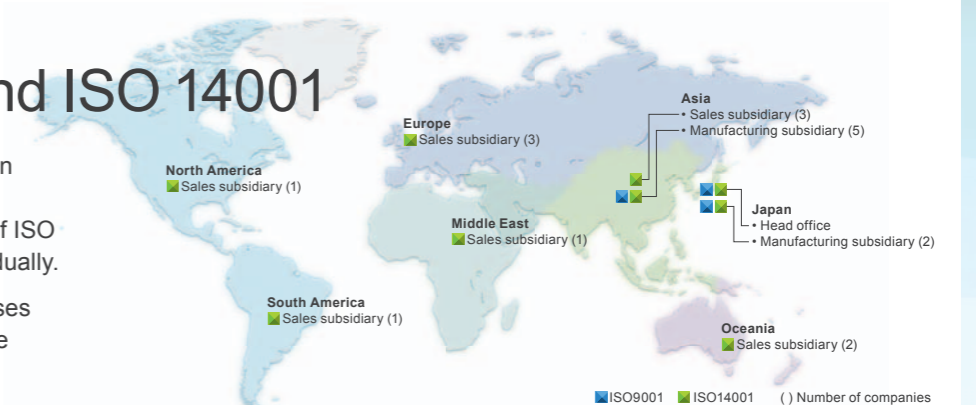 nd ISO 14001
n
f ISO
dually.
ses
e
North America
Sales subsidiary (1)
Europe
Sales subsidiary (3)
Asia
• Sales subsidiary (3)
• Manufacturing subsidiary (5)
Middle East
Sales subsidiary (1)
Japan
• Head office
• Manufacturing subsidiary (2)
South America
Sales subsidiary (1)
Oceania
Sales subsidiary (2)
ISO9001 ISO14001 ( ) Number of companies